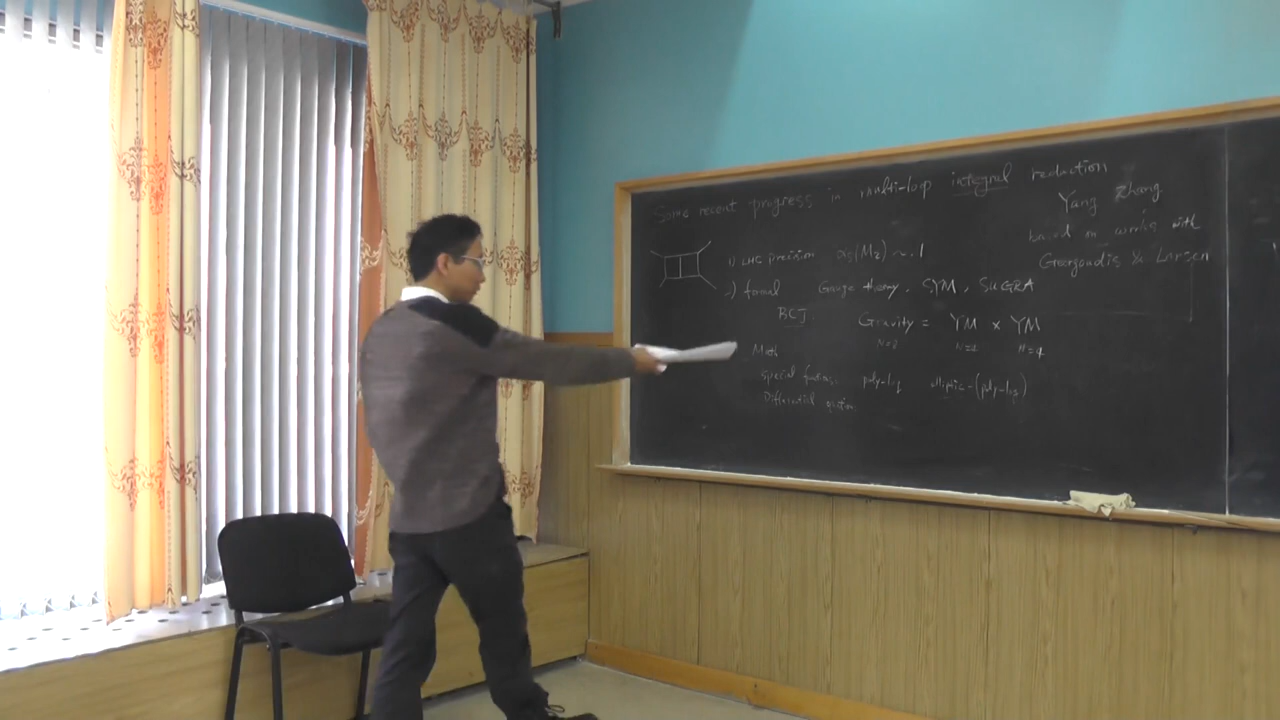 Some recent progress in multi-loop integral reduction
Yang Zhang
based on works with
Georgoudis & Larsen
1) LHC precision αs(Mz) ~ .1
2) formal Gauge theory, SYM, SUGRA
BCJ. Gravity = YM × YM
N=8 N=4 N=4
Math
special functions, poly-log elliptic-(poly-log)
Differential equation